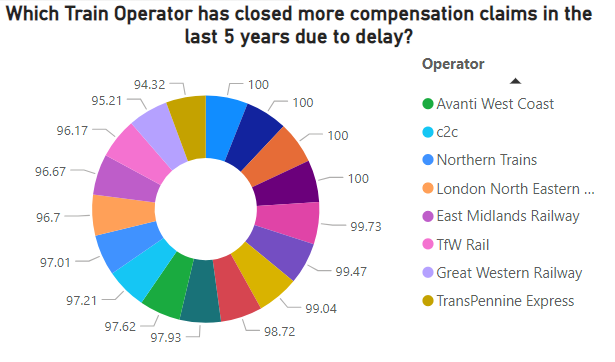 Which Train Operator has closed more compensation claims in the
last 5 years due to delay?
Operator
Avanti West Coast
c2c
Northern Trains
London North Eastern ...
East Midlands Railway
TfW Rail
Great Western Railway
TransPennine Express
100
100
100
100
99.73
99.47
99.04
98.72
97.93
97.62
97.21
97.01
96.7
96.67
96.17
95.21
94.32